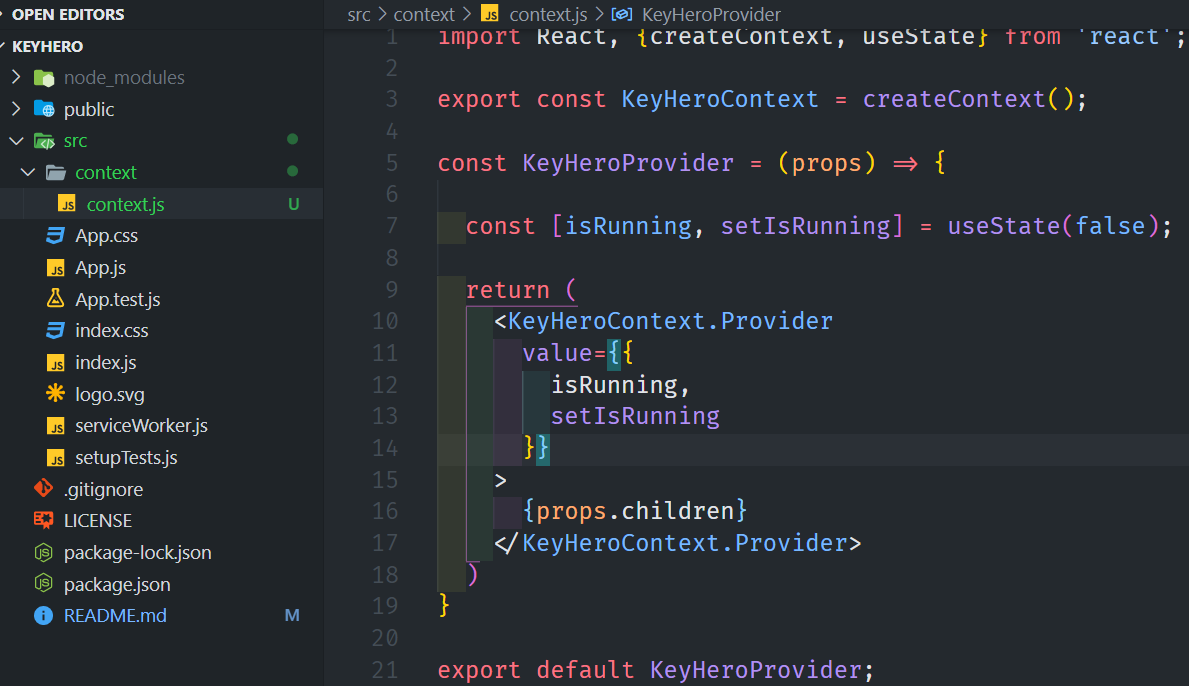 OPEN EDITORS
KEYHERO
node_modules
public
src
context
context.js U
App.css
App.js
App.test.js
index.css
index.js
logo.svg
serviceWorker.js
setupTests.js
.gitignore
LICENSE
package-lock.json
package.json
README.md M
src > context > JS context.js > KeyHeroProvider
1 import React, {createContext, useState} from 'react';
2
3 export const KeyHeroContext = createContext();
4
5 const KeyHeroProvider = (props) => {
6
7 const [isRunning, setIsRunning] = useState(false);
8
9 return (
10 <KeyHeroContext.Provider
11 value={{
12 isRunning,
13 setIsRunning
14 }}
15 >
16 {props.children}
17 </KeyHeroContext.Provider>
18 )
19 }
20
21 export default KeyHeroProvider;